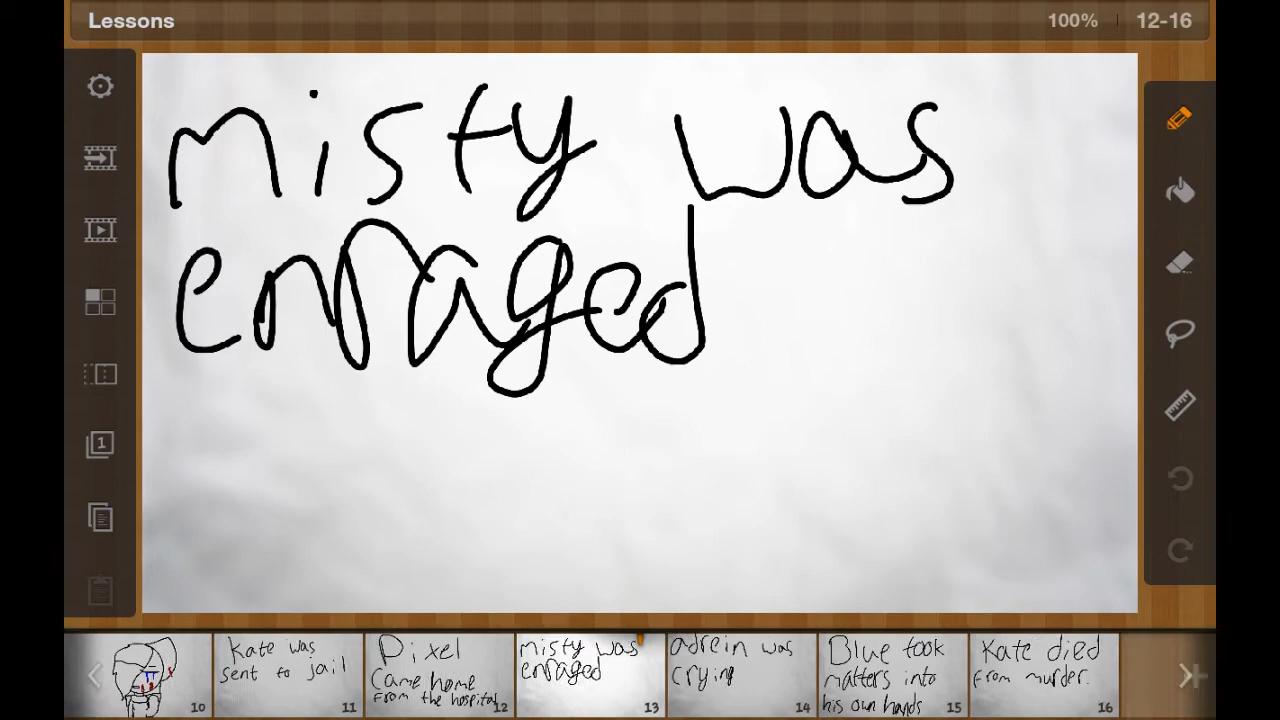 Lessons
100%
12-16
misty was
enraged
1
10
Kate was
sent to jail
11
Pixel
Came home
From the hospital
12
misty was
enraged
13
adrein was
crying
14
Blue took
matters into
his own hands
15
Kate died
From murder.
16